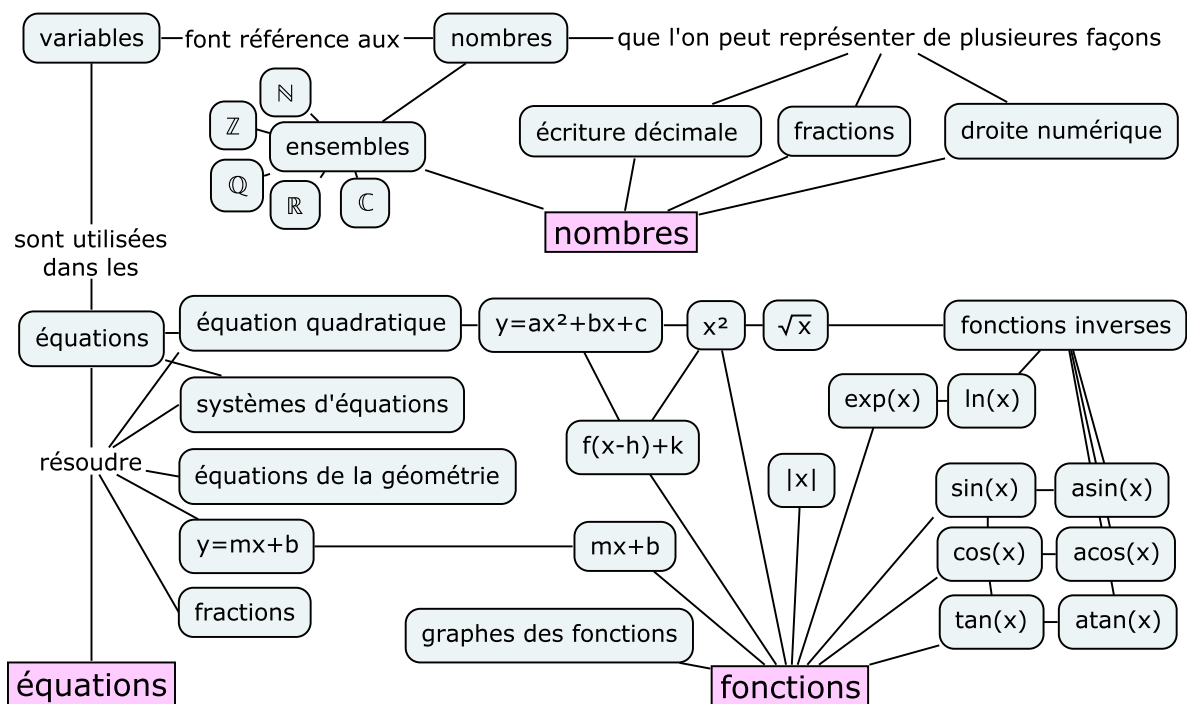 variables
font référence aux
nombres
que l'on peut représenter de plusieures façons
ℕ
ℤ
ensembles
écriture décimale
fractions
droite numérique
ℚ
ℝ
ℂ
nombres
sont utilisées
dans les
équations
équation quadratique
y=ax²+bx+c
x²
√x
fonctions inverses
systèmes d'équations
exp(x)
ln(x)
f(x-h)+k
résoudre
équations de la géométrie
|x|
sin(x)
asin(x)
y=mx+b
mx+b
cos(x)
acos(x)
fractions
graphes des fonctions
tan(x)
atan(x)
équations
fonctions